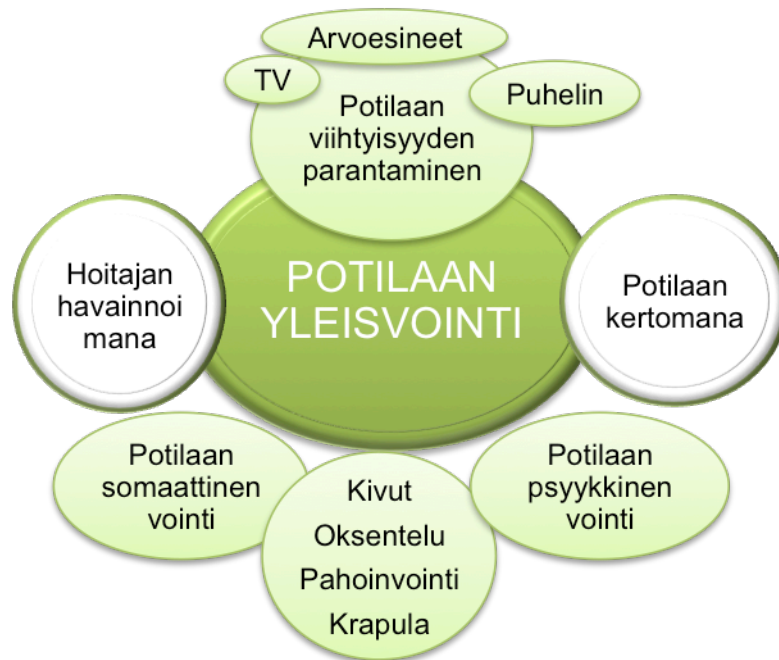 Arvoesineet
TV
Puhelin
Potilaan
viihtyisyyden
parantaminen
Hoitajan
havainnoi
mana
POTILAAN
YLEISVOINTI
Potilaan
kertomana
Potilaan
somaattinen
vointi
Kivut
Oksentelu
Pahoinvointi
Krapula
Potilaan
psyykkinen
vointi